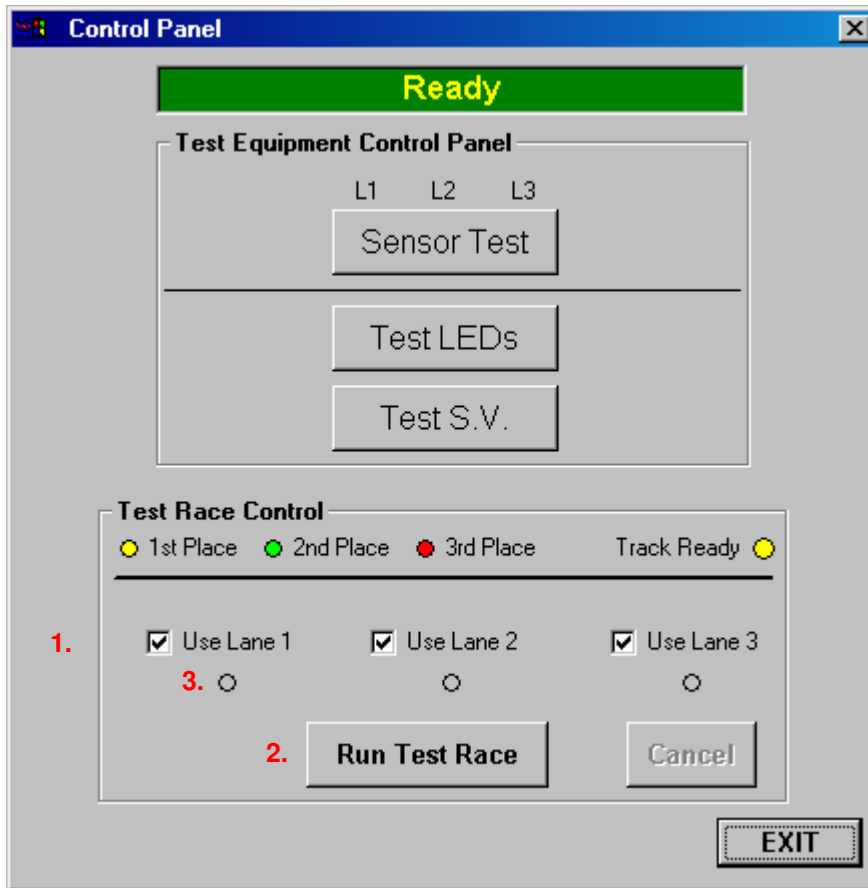 Control Panel
Ready
Test Equipment Control Panel
L1 L2 L3
Sensor Test
Test LEDs
Test S.V.
Test Race Control
1st Place 2nd Place 3rd Place Track Ready
1. Use Lane 1 Use Lane 2 Use Lane 3
3.
2. Run Test Race Cancel
EXIT